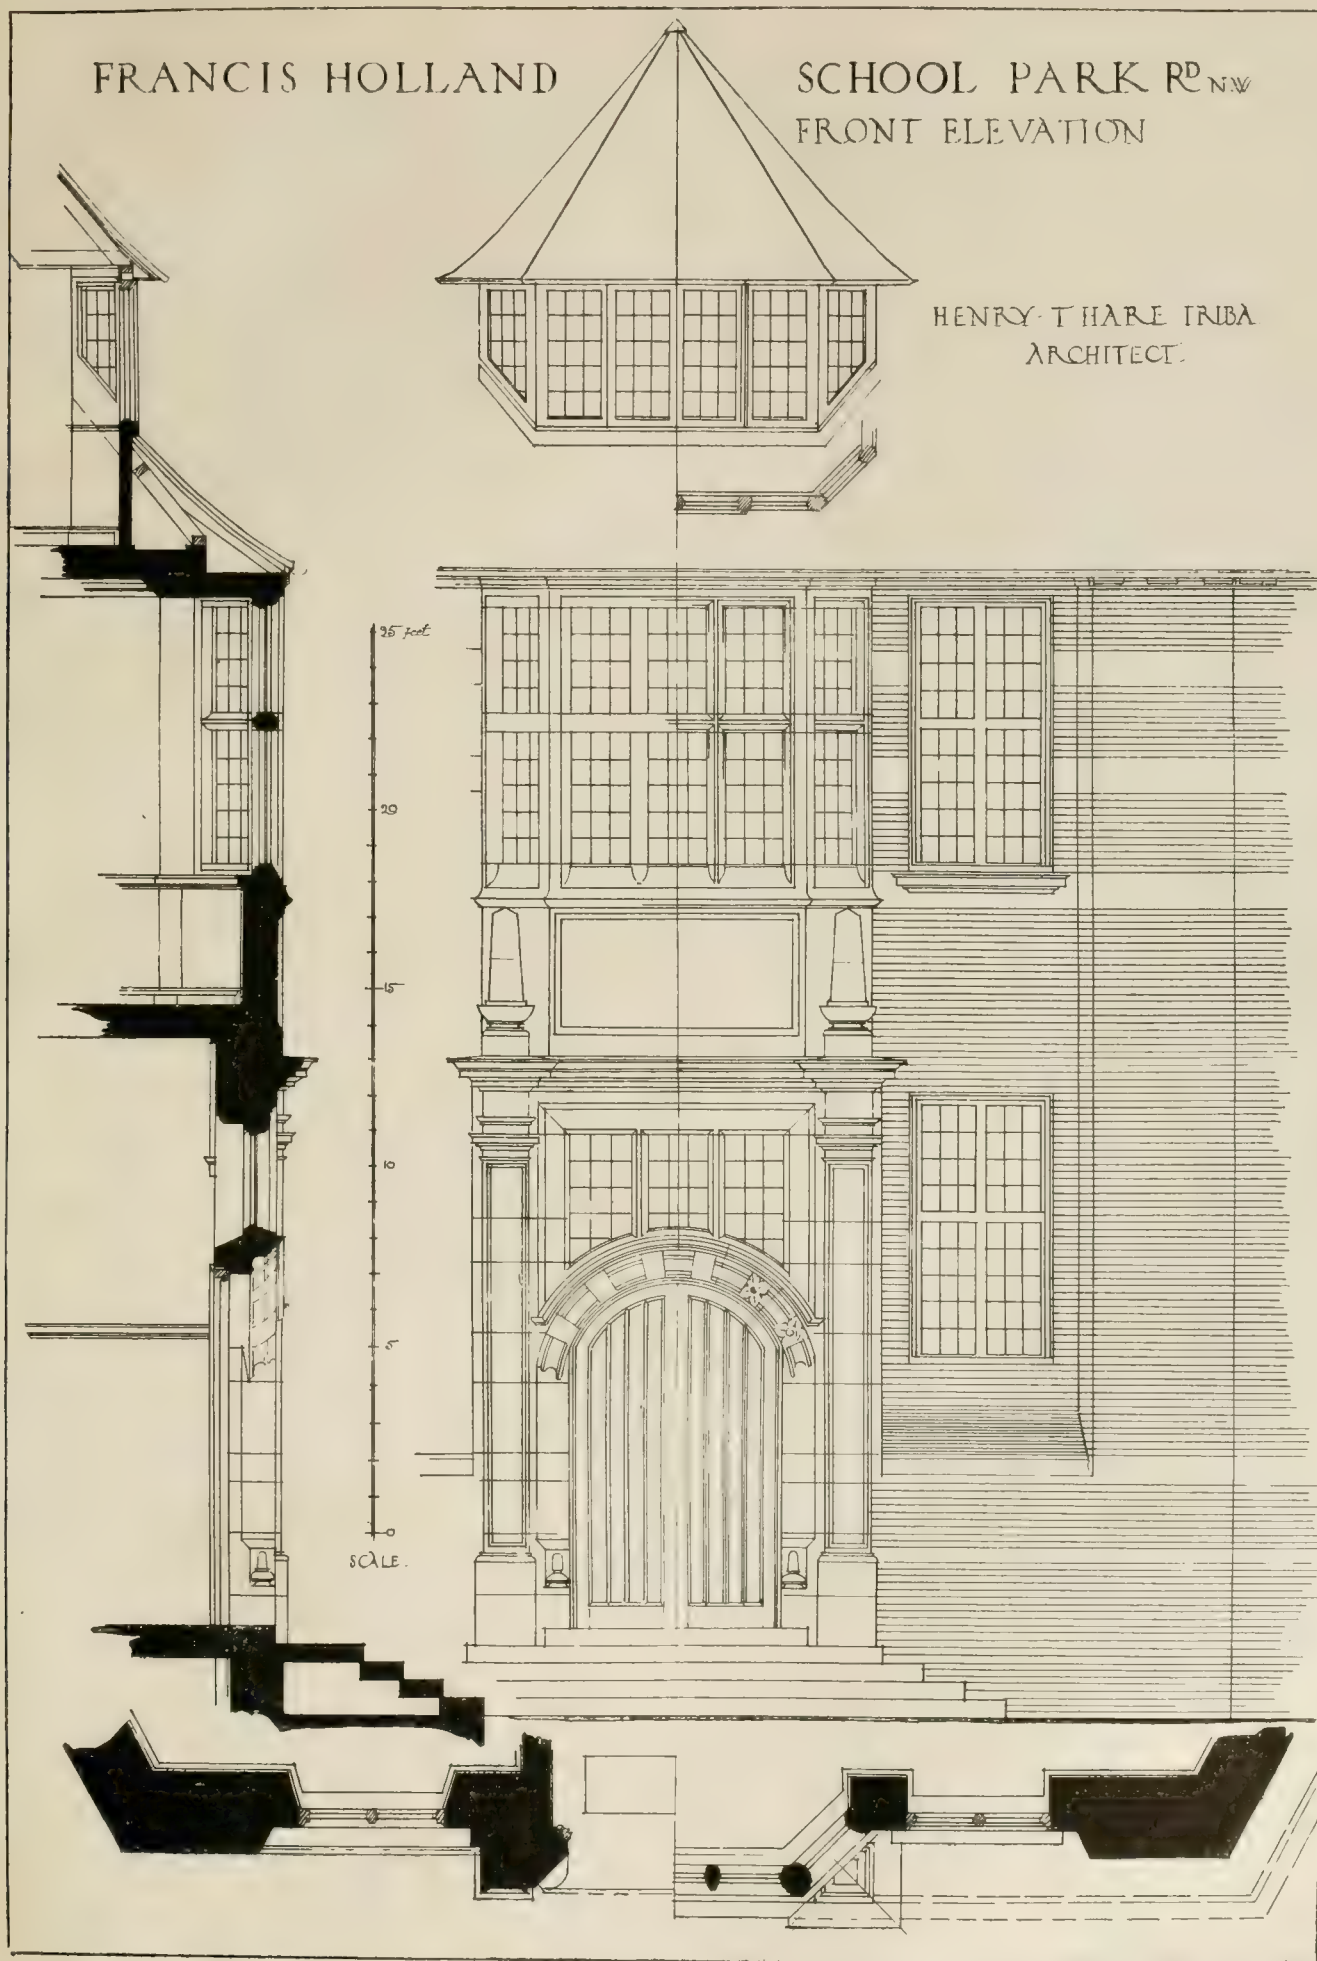 FRANCIS HOLLAND SCHOOL PARK RD NW
FRONT ELEVATION
HENRY · T HARE FRIBA
ARCHITECT.
25 feet
20
15
10
5
0
SCALE.